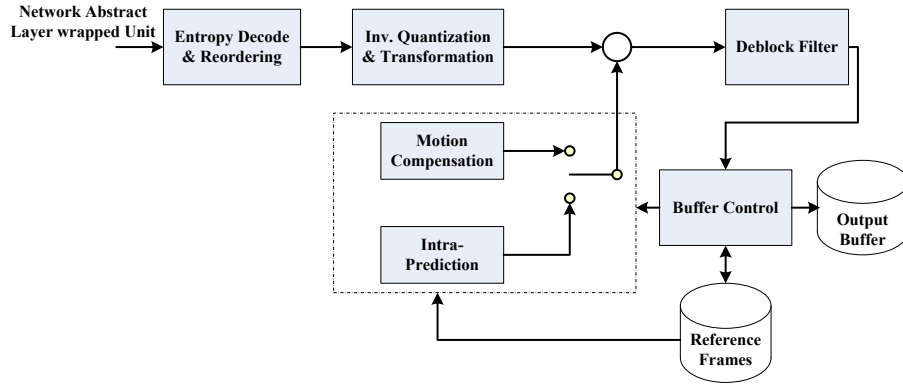 Network Abstract
Layer wrapped Unit
Entropy Decode
& Reordering
Inv. Quantization
& Transformation
Deblock Filter
Motion
Compensation
Buffer Control
Output
Buffer
Intra-
Prediction
Reference
Frames